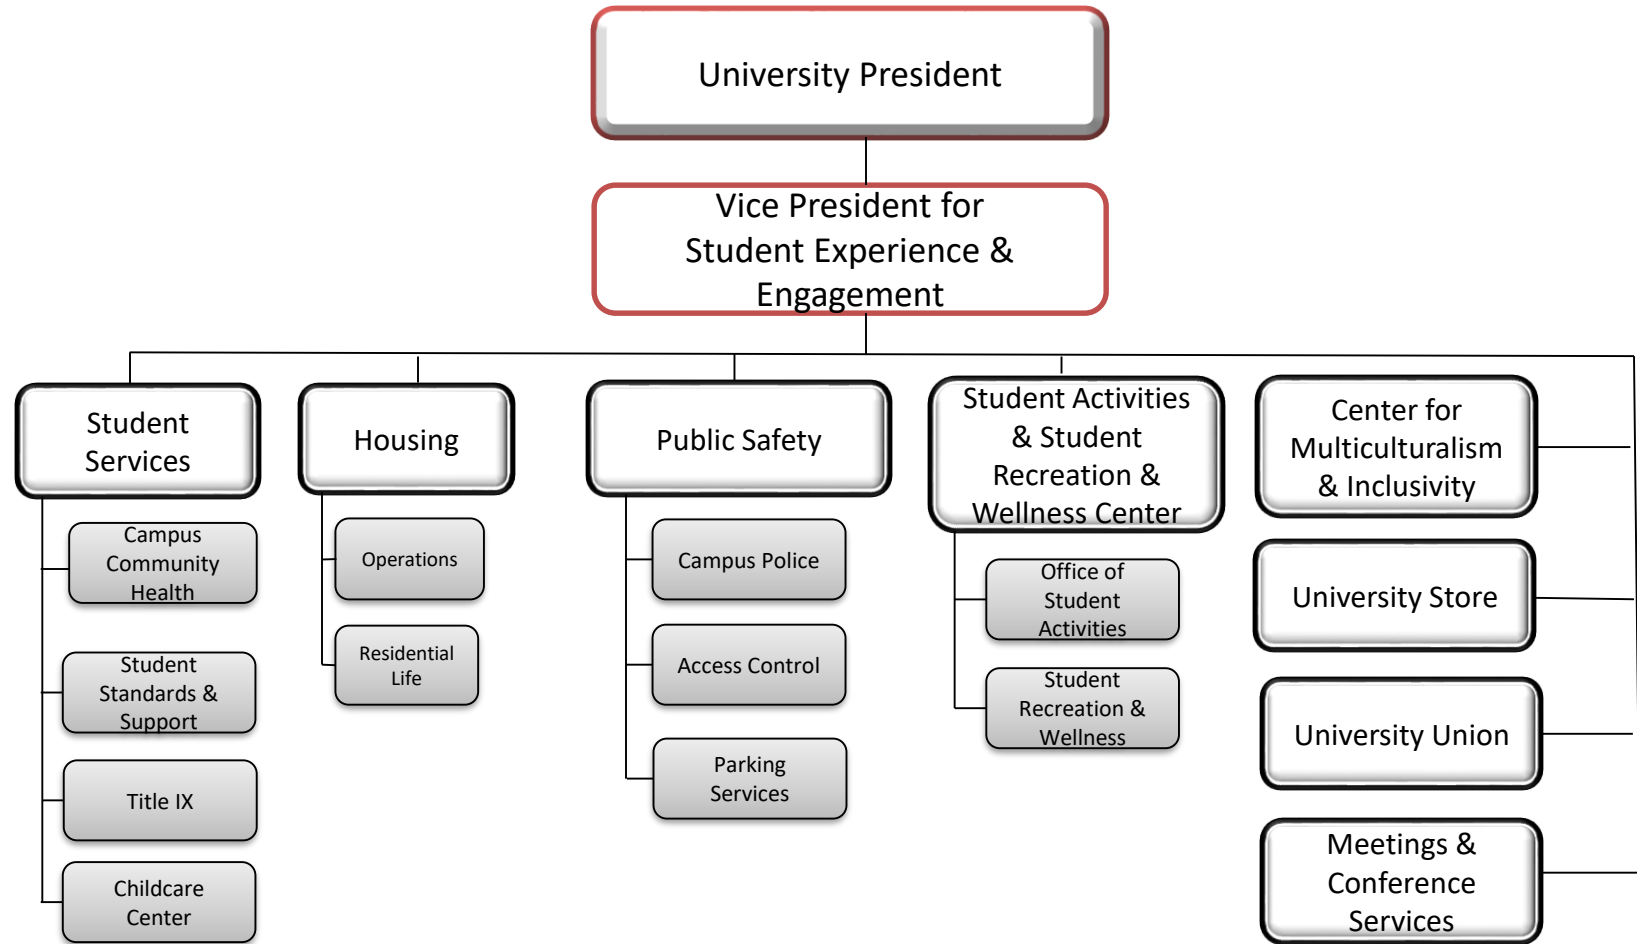 University President
Vice President for
Student Experience &
Engagement
Student
Services
Housing
Public Safety
Student Activities
& Student
Recreation &
Wellness Center
Center for
Multiculturalism
& Inclusivity
Campus
Community
Health
Student
Standards &
Support
Title IX
Childcare
Center
Operations
Residential
Life
Campus Police
Access Control
Parking
Services
Office of
Student
Activities
Student
Recreation &
Wellness
University Store
University Union
Meetings &
Conference
Services